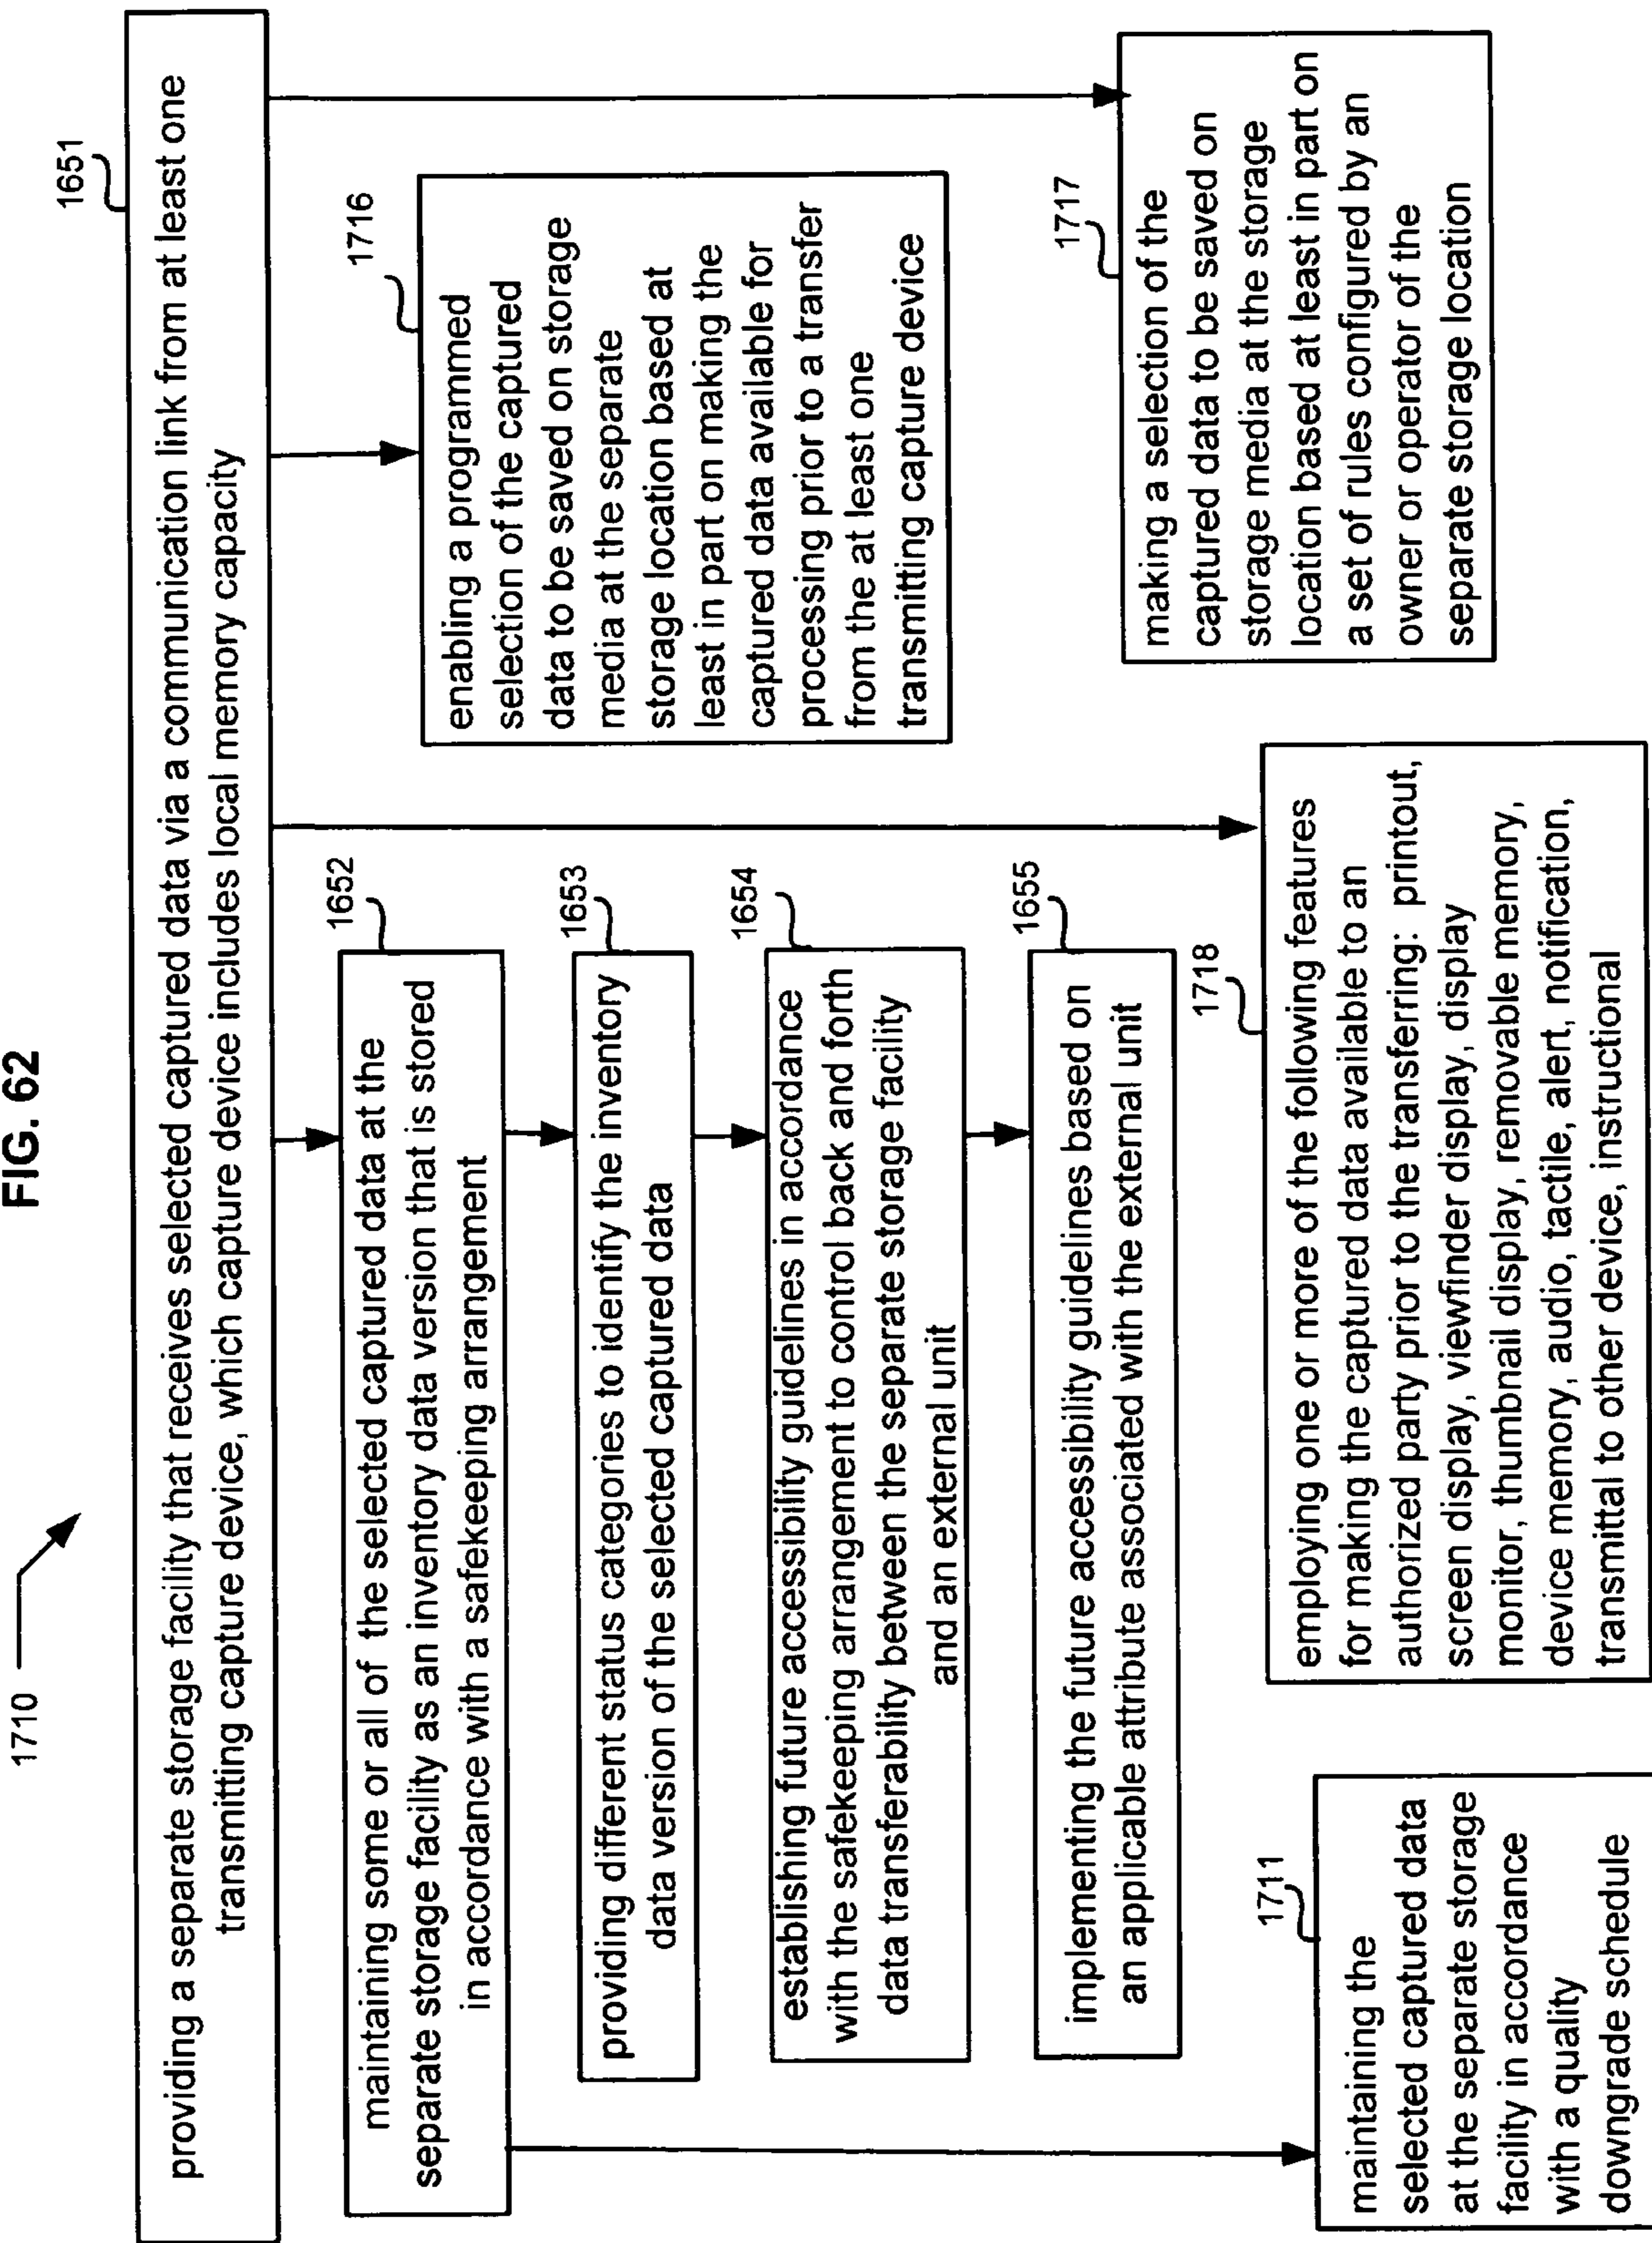 FIG. 62
1710
1651
providing a separate storage facility that receives selected captured data via a communication link from at least one
transmitting capture device, which capture device includes local memory capacity
1652
maintaining some or all of the selected captured data at the
separate storage facility as an inventory data version that is stored
in accordance with a safekeeping arrangement
1653
providing different status categories to identify the inventory
data version of the selected captured data
1654
establishing future accessibility guidelines in accordance
with the safekeeping arrangement to control back and forth
data transferability between the separate storage facility
and an external unit
1655
implementing the future accessibility guidelines based on
an applicable attribute associated with the external unit
1716
enabling a programmed
selection of the captured
data to be saved on storage
media at the separate
storage location based at
least in part on making the
captured data available for
processing prior to a transfer
from the at least one
transmitting capture device
1711
maintaining the
selected captured data
at the separate storage
facility in accordance
with a quality
downgrade schedule
1718
employing one or more of the following features
for making the captured data available to an
authorized party prior to the transferring: printout,
screen display, viewfinder display, display
monitor, thumbnail display, removable memory,
device memory, audio, tactile, alert, notification,
transmittal to other device, instructional
1717
making a selection of the
captured data to be saved on
storage media at the storage
location based at least in part on
a set of rules configured by an
owner or operator of the
separate storage location